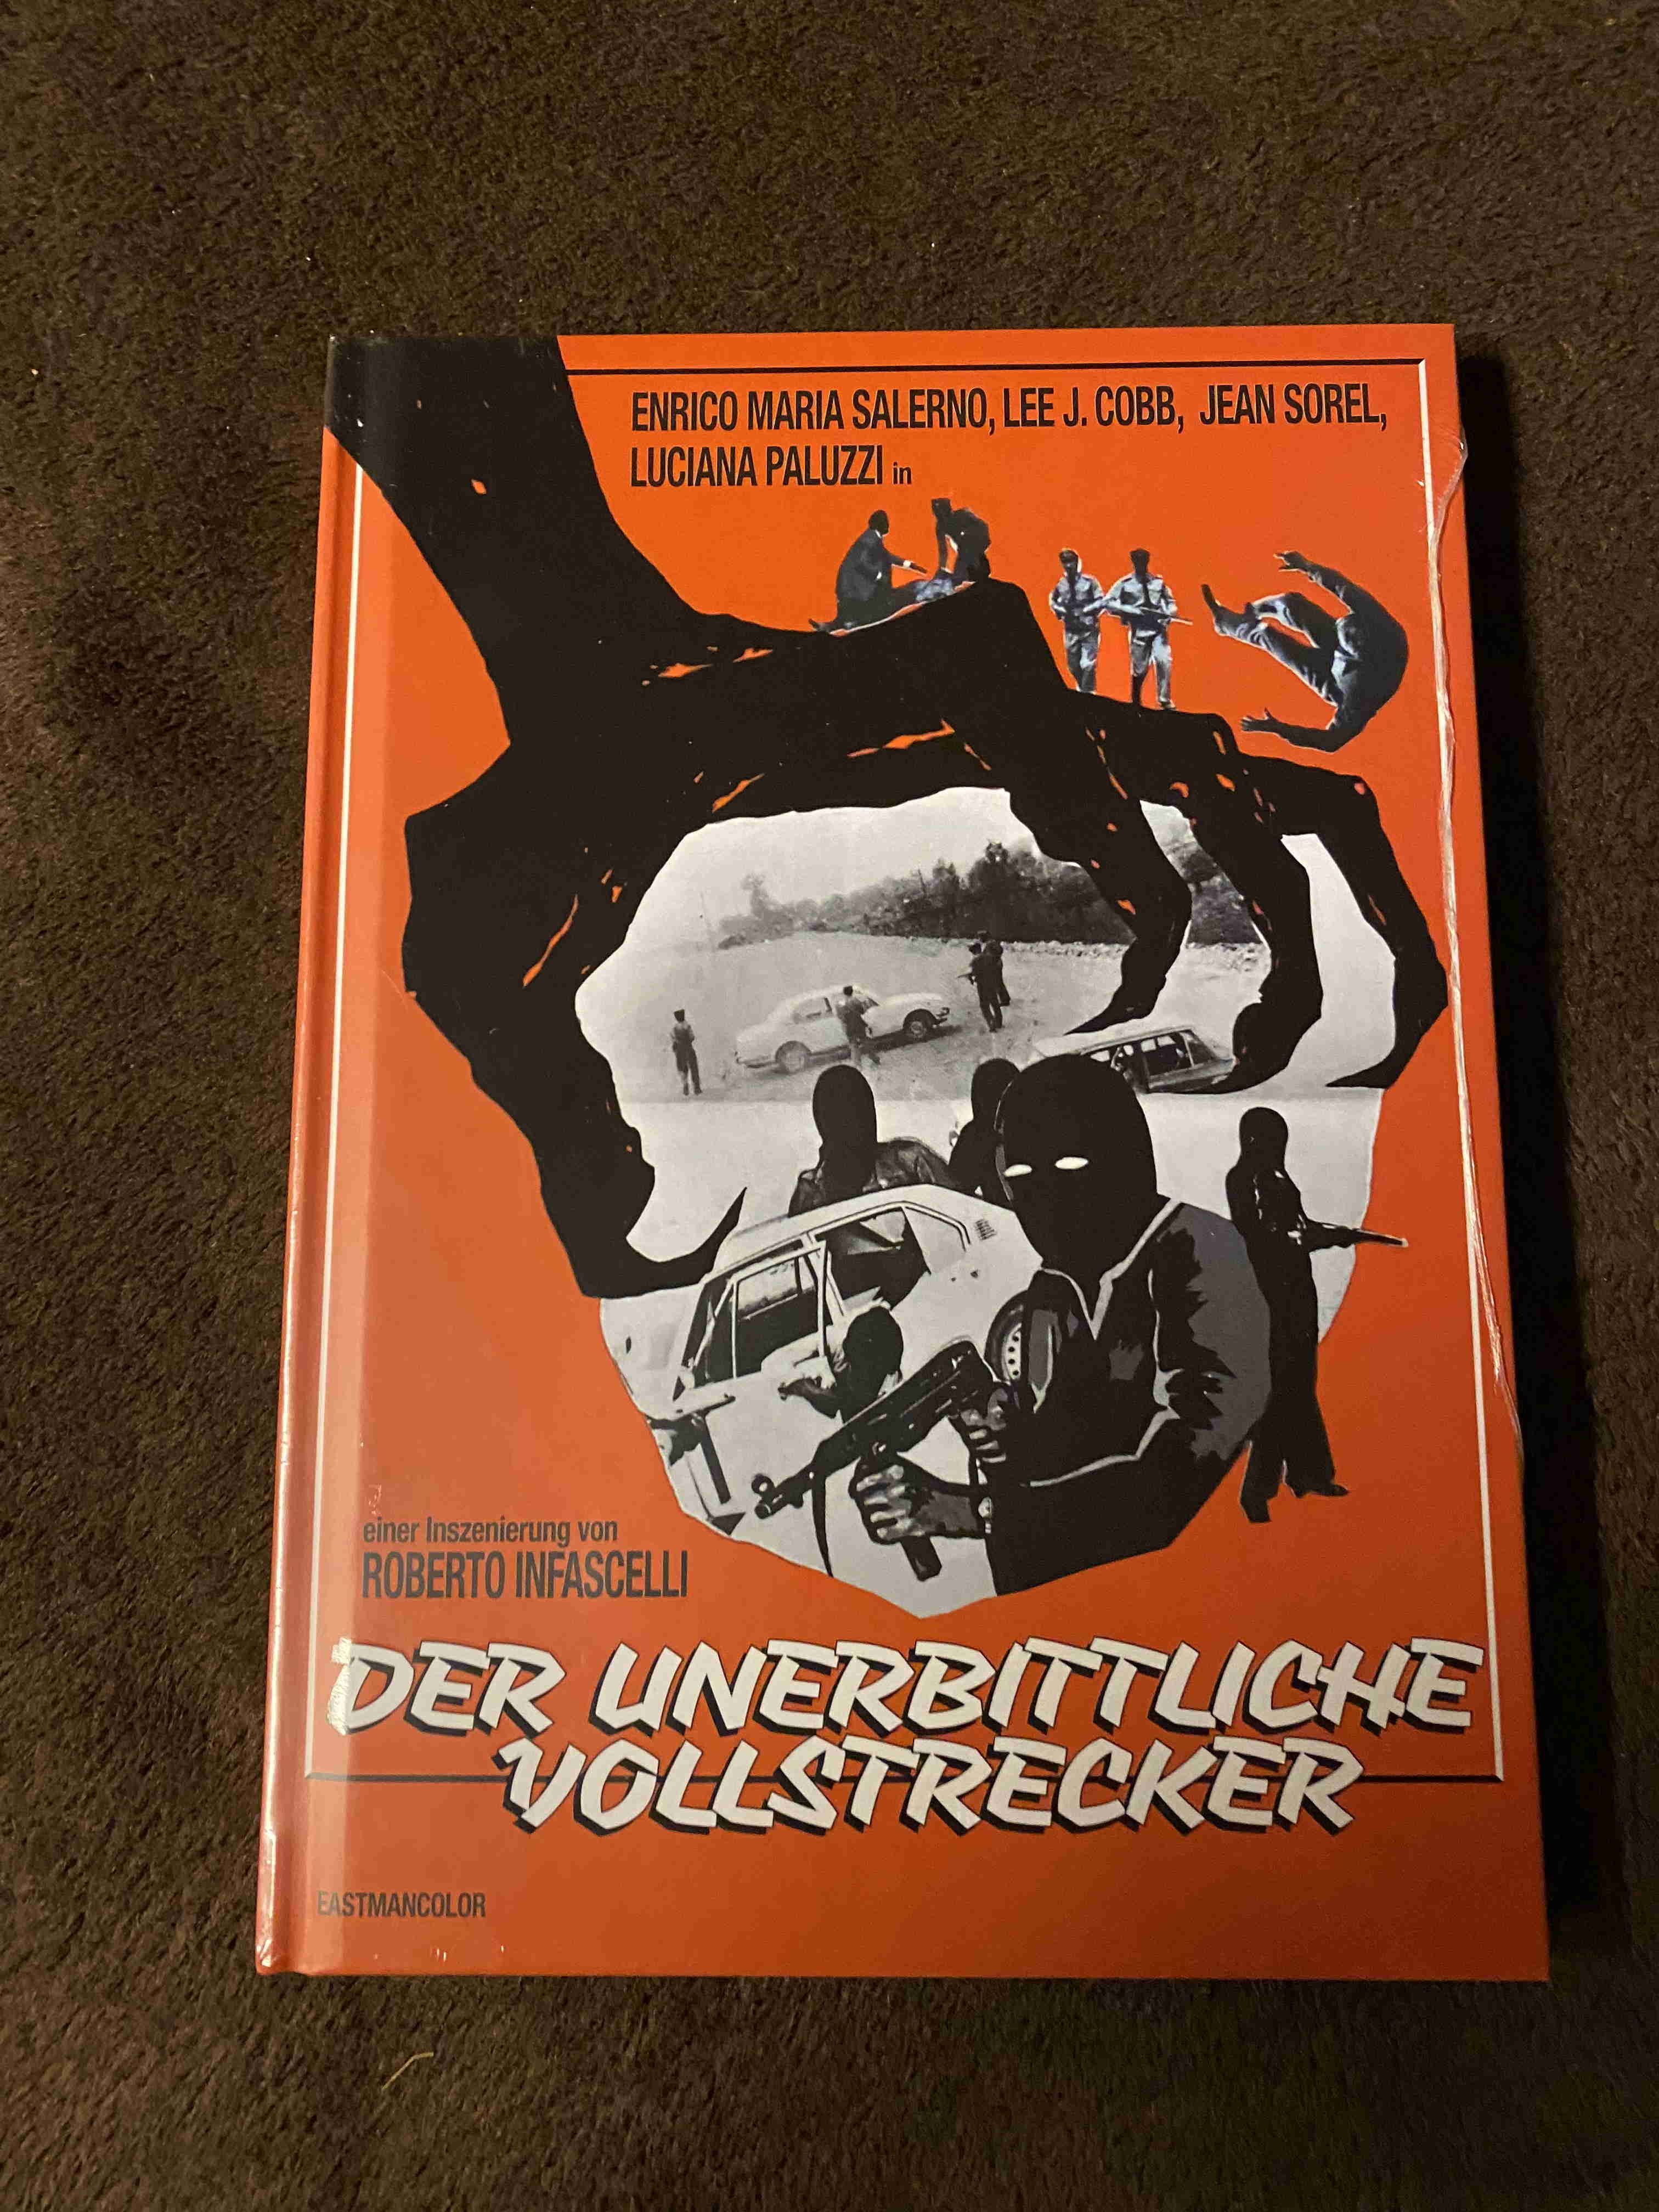 ENRICO MARIA SALERNO, LEE J. COBB, JEAN SOREL,
LUCIANA PALUZZI in
einer Inszenierung von
ROBERTO INFASCELLI
DER UNERBITTLICHE
VOLLSTRECKER
EASTMANCOLOR